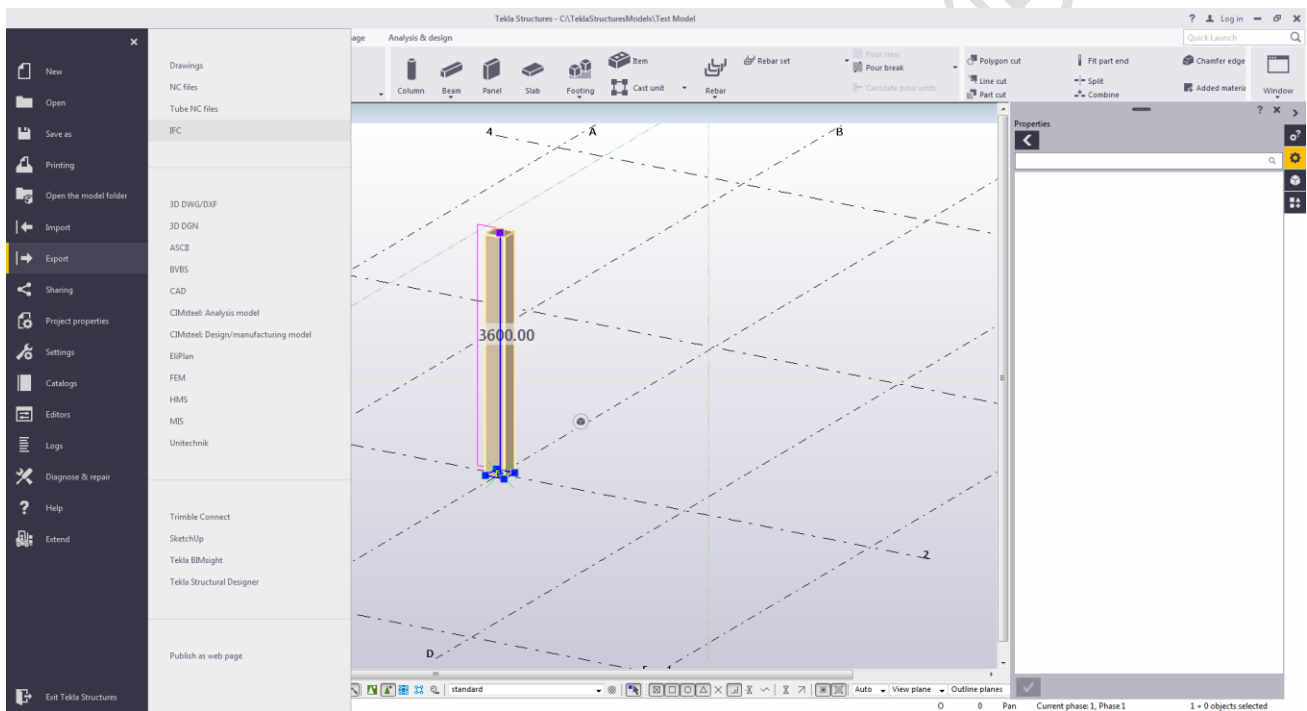 Tekla Structures - C:\TeklaStructuresModels\Test Model
? Log in
age Analysis & design
Quick Launch
Column
Beam
Panel
Slab
Footing
Item
Cast unit
Rebar
Rebar set
Pour view
Pour break
Calculate pour units
Polygon cut
Line cut
Part cut
Fit part end
Split
Combine
Chamfer edge
Added materia
Window
New
Open
Save as
Printing
Open the model folder
Import
Export
Sharing
Project properties
Settings
Catalogs
Editors
Logs
Diagnose & repair
? Help
Extend
Exit Tekla Structures
Drawings
NC files
Tube NC files
IFC
3D DWG/DXF
3D DGN
ASCII
BVBS
CAD
CIMsteel: Analysis model
CIMsteel: Design/manufacturing model
EliPlan
FEM
HMS
MIS
Unitechnik
Trimble Connect
SketchUp
Tekla BIMsight
Tekla Structural Designer
Publish as web page
4
A
B
3600.00
2
D
Properties
standard
Auto
View plane
Outline planes
O 0 Pan Current phase: 1, Phase 1 1 + 0 objects selected